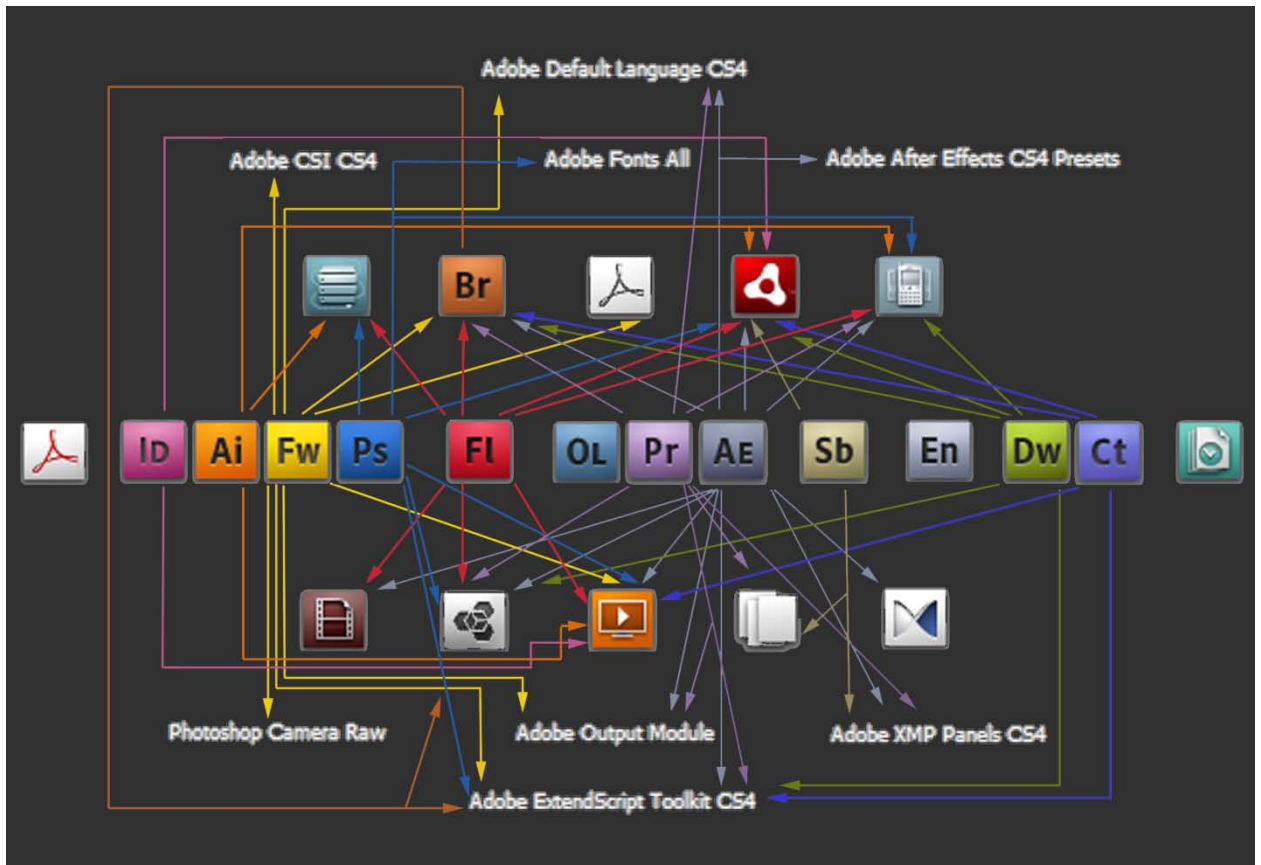 Adobe Default Language CS4
Adobe CSI CS4
Adobe Fonts All
Adobe After Effects CS4 Presets
Br
ID
Ai
Fw
Ps
Fl
OL
Pr
AE
Sb
En
Dw
Ct
Photoshop Camera Raw
Adobe Output Module
Adobe XMP Panels CS4
Adobe ExtendScript Toolkit CS4